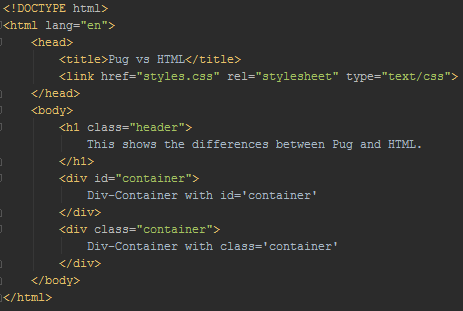 <!DOCTYPE html>
<html lang="en">
<head>
<title>Pug vs HTML</title>
<link href="styles.css" rel="stylesheet" type="text/css">
</head>
<body>
<h1 class="header">
This shows the differences between Pug and HTML.
</h1>
<div id="container">
Div-Container with id='container'
</div>
<div class="container">
Div-Container with class='container'
</div>
</body>
</html>